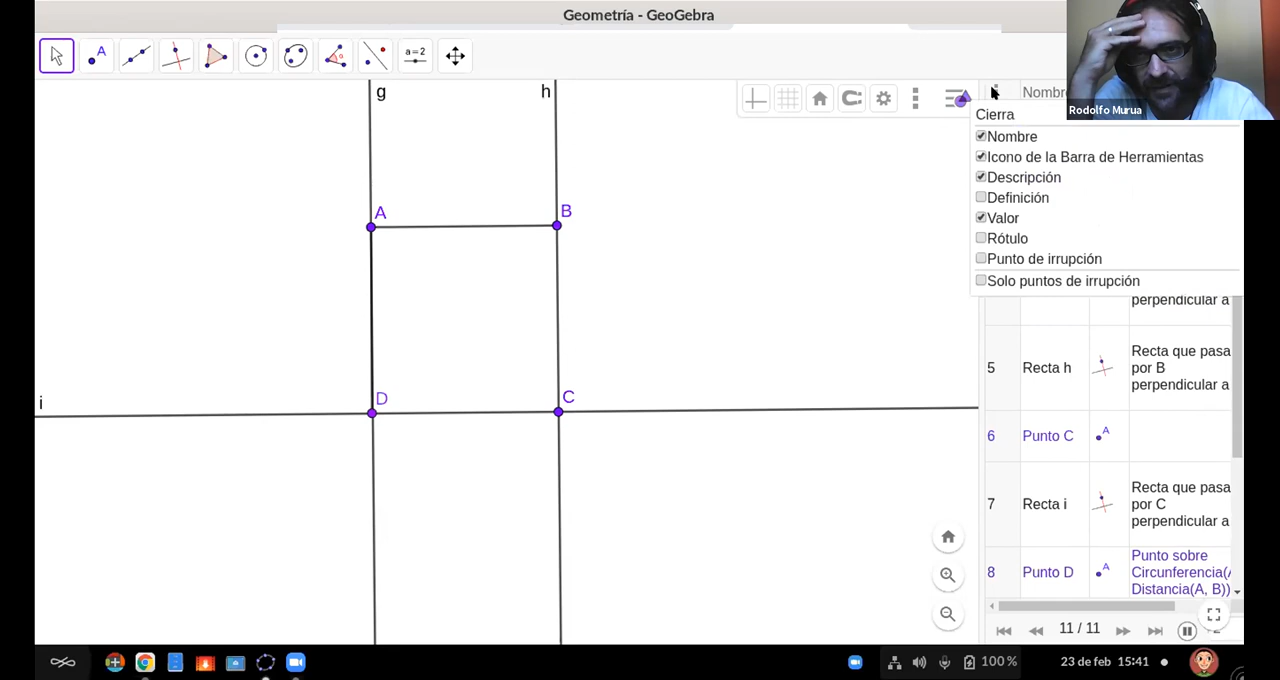 Geometría - GeoGebra
A
a=2
g
h
Nombre
Rodolfo Murua
Cierra
Nombre
Icono de la Barra de Herramientas
Descripción
Definición
Valor
Rótulo
Punto de irrupción
Solo puntos de irrupción
A
B
D
C
i
perpendicular a
5
Recta h
Recta que pasa
por B
perpendicular a
6
Punto C
A
7
Recta i
Recta que pasa
por C
perpendicular a
8
Punto D
A
Punto sobre
Circunferencia(A
Distancia(A, B))
11 / 11
2
100 %
23 de feb 15:41